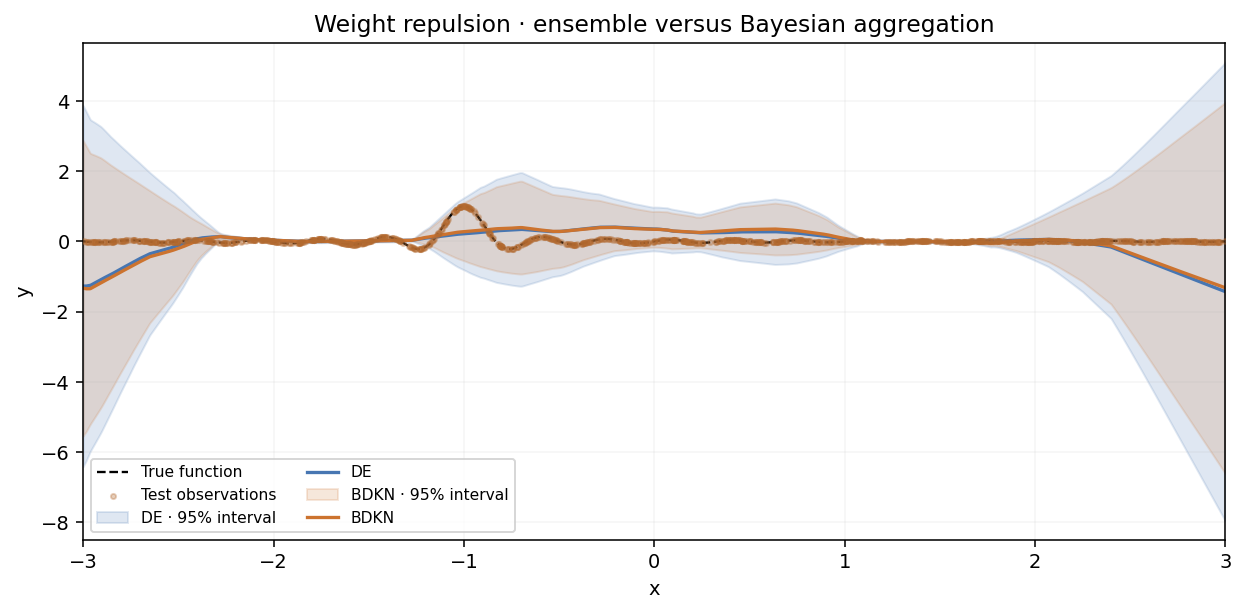 Weight repulsion · ensemble versus Bayesian aggregation
y
4
2
0
−2
−4
−6
−8
True function
Test observations
DE · 95% interval
DE
BDKN · 95% interval
BDKN
−3 −2 −1 0 1 2 3
x